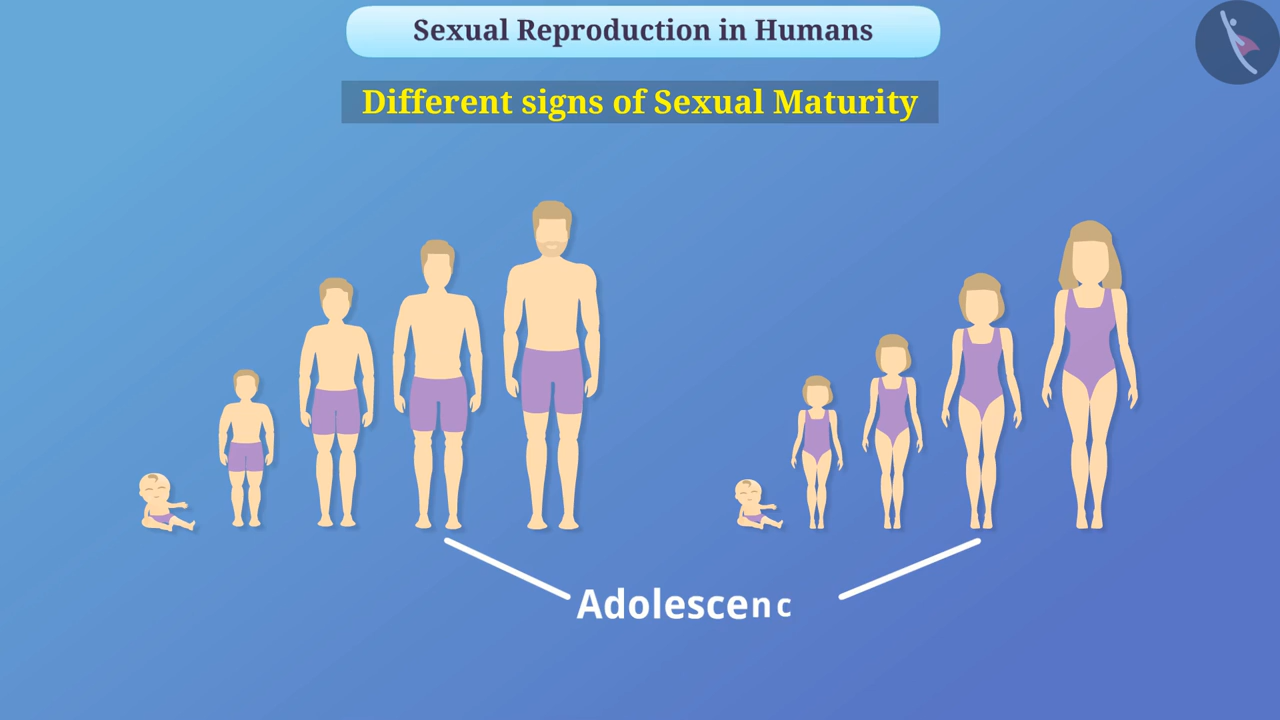 Sexual Reproduction in Humans
Different signs of Sexual Maturity
Adolescenc